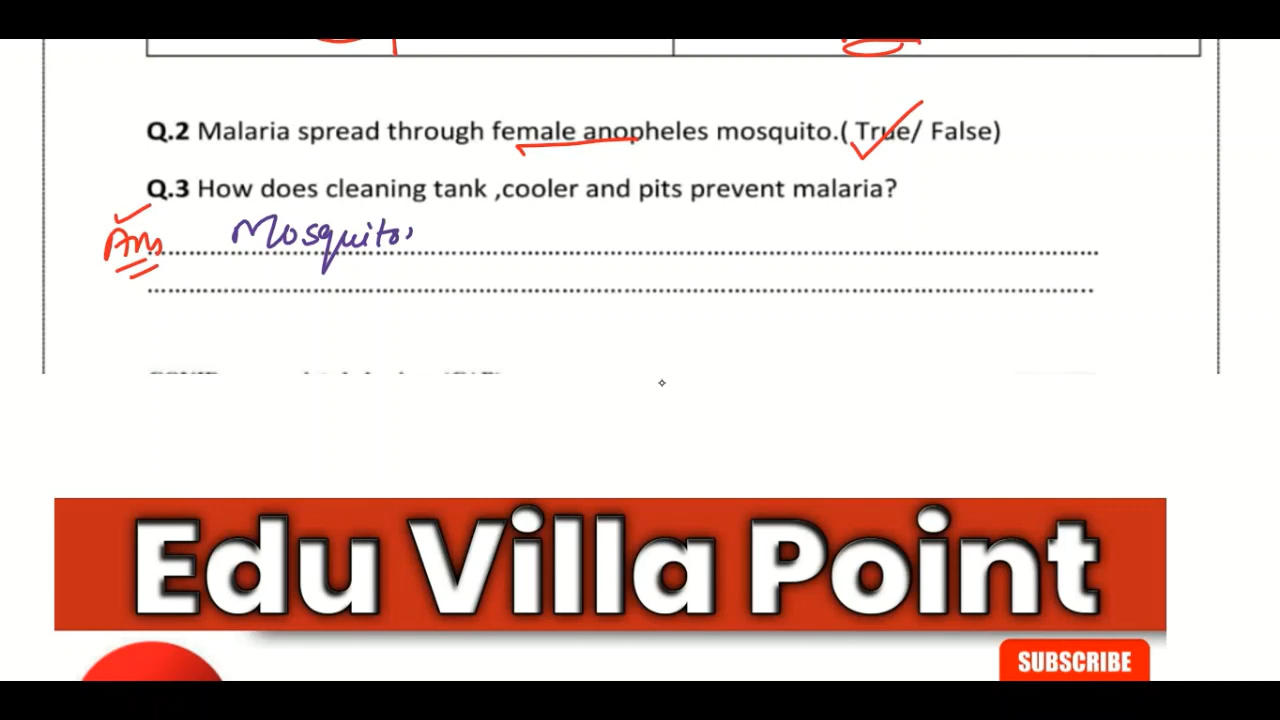 Q.2 Malaria spread through female anopheles mosquito.( True/ False)
Q.3 How does cleaning tank ,cooler and pits prevent malaria?
Ans Mosquito
Edu Villa Point
SUBSCRIBE